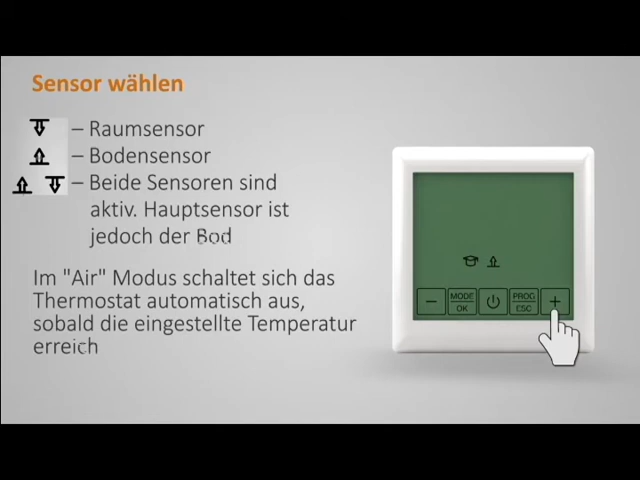 Sensor wählen
– Raumsensor
– Bodensensor
– Beide Sensoren sind
aktiv. Hauptsensor ist
jedoch der Bod
Im "Air" Modus schaltet sich das
Thermostat automatisch aus,
sobald die eingestellte Temperatur
erreich
− MODE PROG +
OK ESC